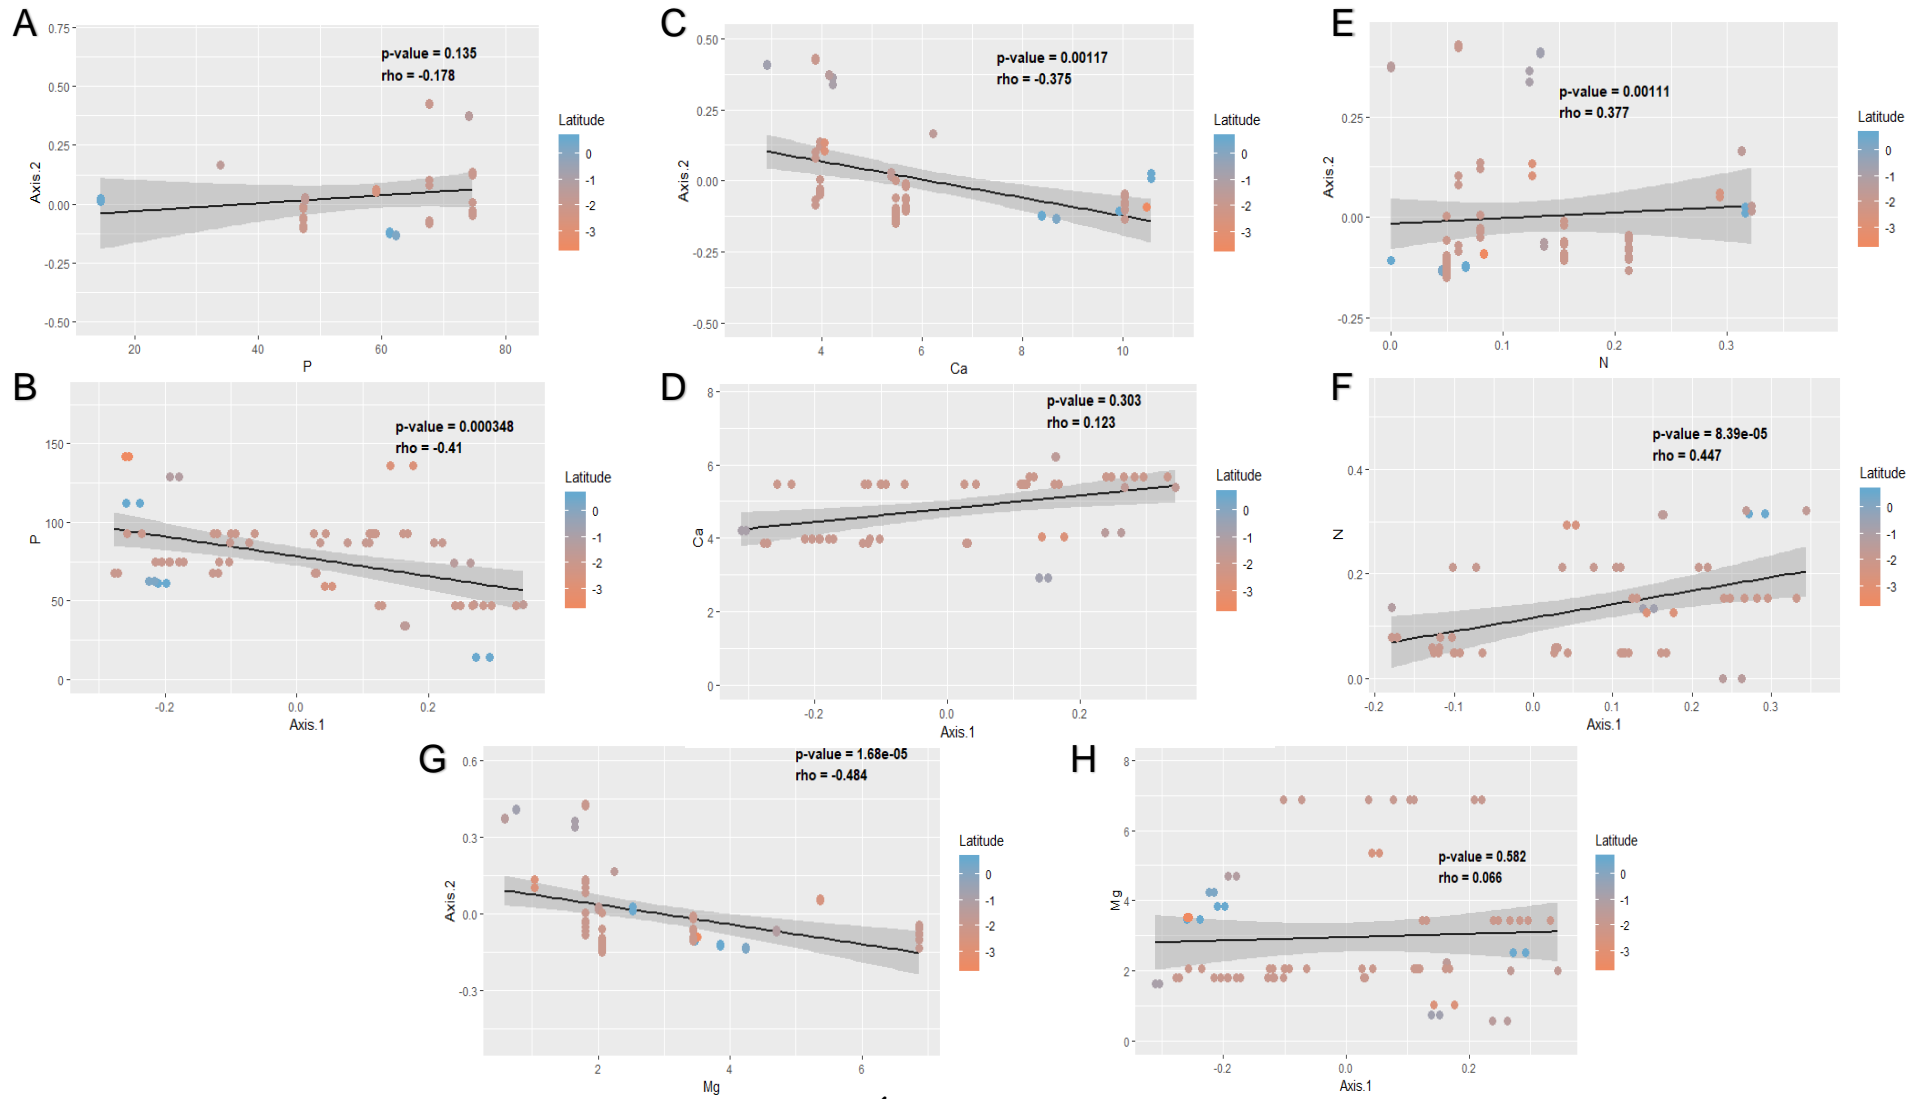 A
0.75
0.50
0.25
0.00
-0.25
-0.50
Axis.2
p-value = 0.135
rho = -0.178
20 40 60 80
P
Latitude
0
-1
-2
-3
C
0.50
0.25
0.00
-0.25
-0.50
Axis.2
p-value = 0.00117
rho = -0.375
4 6 8 10
Ca
Latitude
0
-1
-2
-3
E
0.25
0.00
-0.25
Axis.2
p-value = 0.00111
rho = 0.377
0.0 0.1 0.2 0.3
N
Latitude
0
-1
-2
-3
B
150
100
50
0
P
p-value = 0.000348
rho = -0.41
-0.2 0.0 0.2
Axis.1
Latitude
0
-1
-2
-3
D
8
6
4
2
0
Ca
p-value = 0.303
rho = 0.123
-0.2 0.0 0.2
Axis.1
Latitude
0
-1
-2
-3
F
0.4
0.2
0.0
N
p-value = 8.39e-05
rho = 0.447
-0.2 -0.1 0.0 0.1 0.2 0.3
Axis.1
Latitude
0
-1
-2
-3
G
0.6
0.3
0.0
-0.3
Axis.2
p-value = 1.68e-05
rho = -0.484
2 4 6
Mg
Latitude
0
-1
-2
-3
H
8
6
4
2
0
Mg
p-value = 0.582
rho = 0.066
-0.2 0.0 0.2
Axis.1
Latitude
0
-1
-2
-3